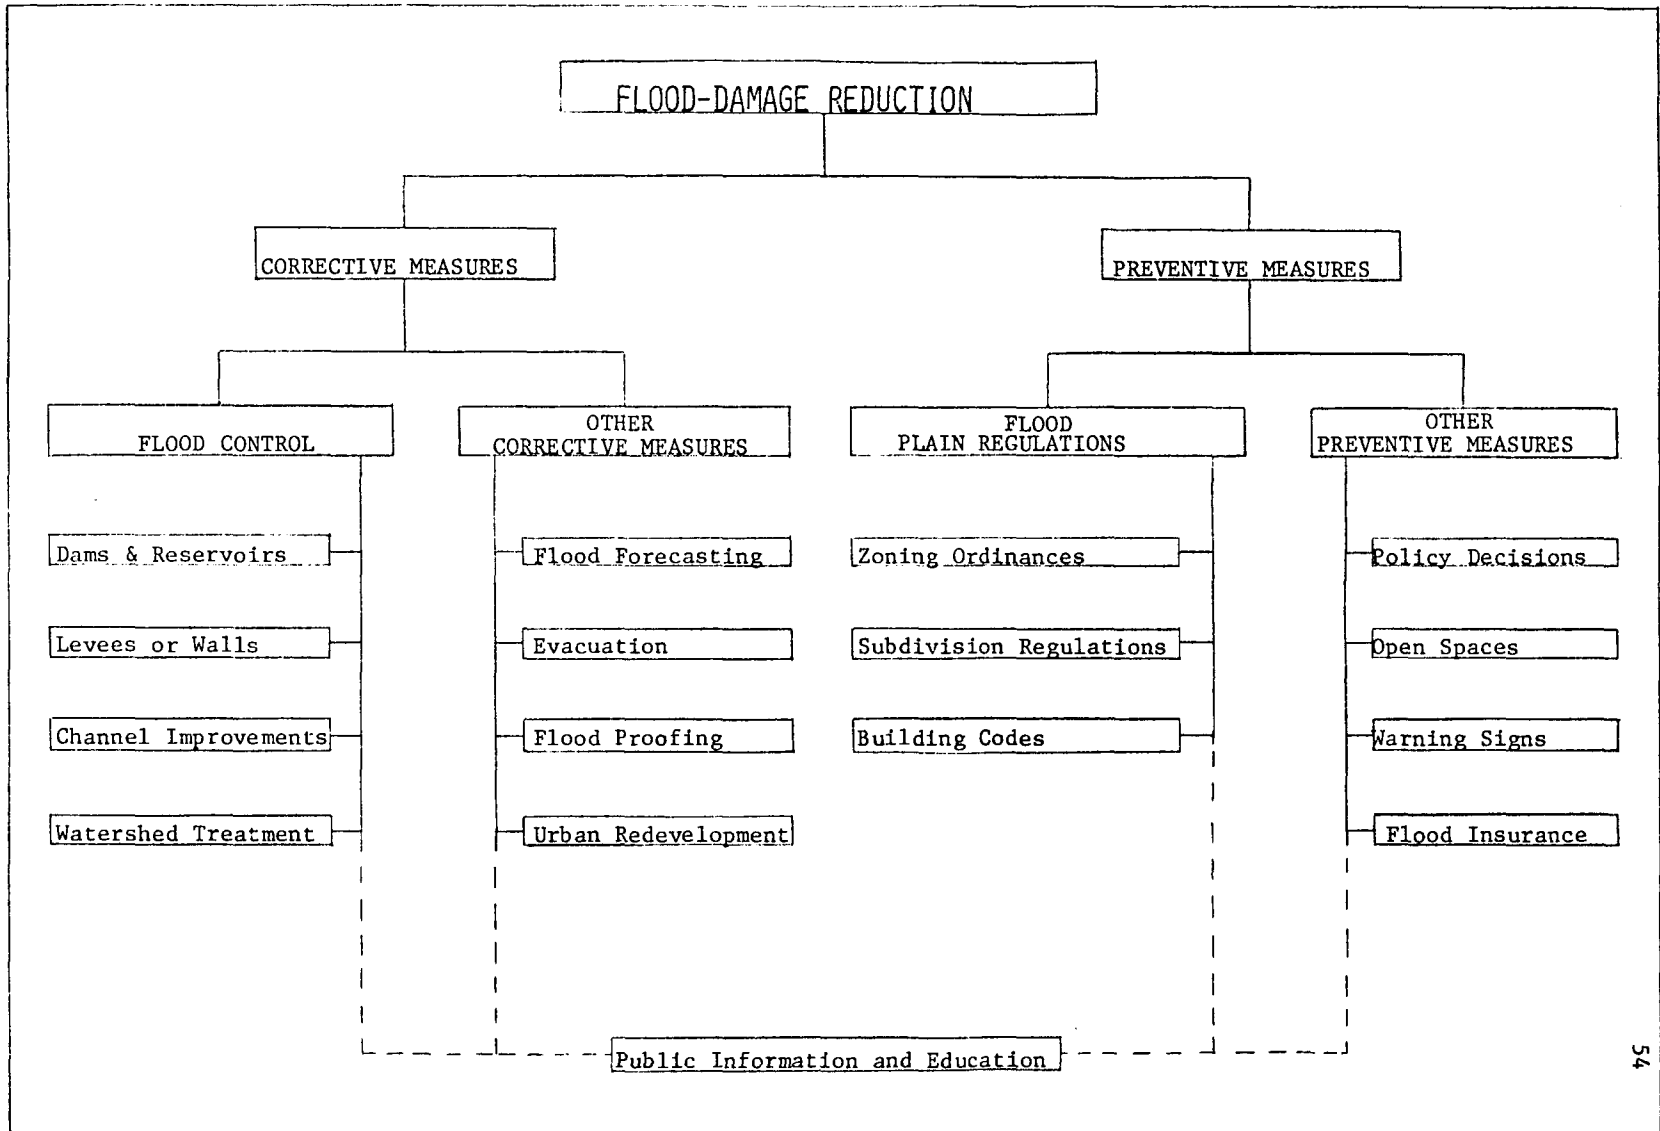 FLOOD-DAMAGE REDUCTION
CORRECTIVE MEASURES
PREVENTIVE MEASURES
FLOOD CONTROL
OTHER
CORRECTIVE MEASURES
FLOOD
PLAIN REGULATIONS
OTHER
PREVENTIVE MEASURES
Dams & Reservoirs
Levees or Walls
Channel Improvements
Watershed Treatment
Flood Forecasting
Evacuation
Flood Proofing
Urban Redevelopment
Zoning Ordinances
Subdivision Regulations
Building Codes
Policy Decisions
Open Spaces
Warning Signs
Flood Insurance
Public Information and Education
54